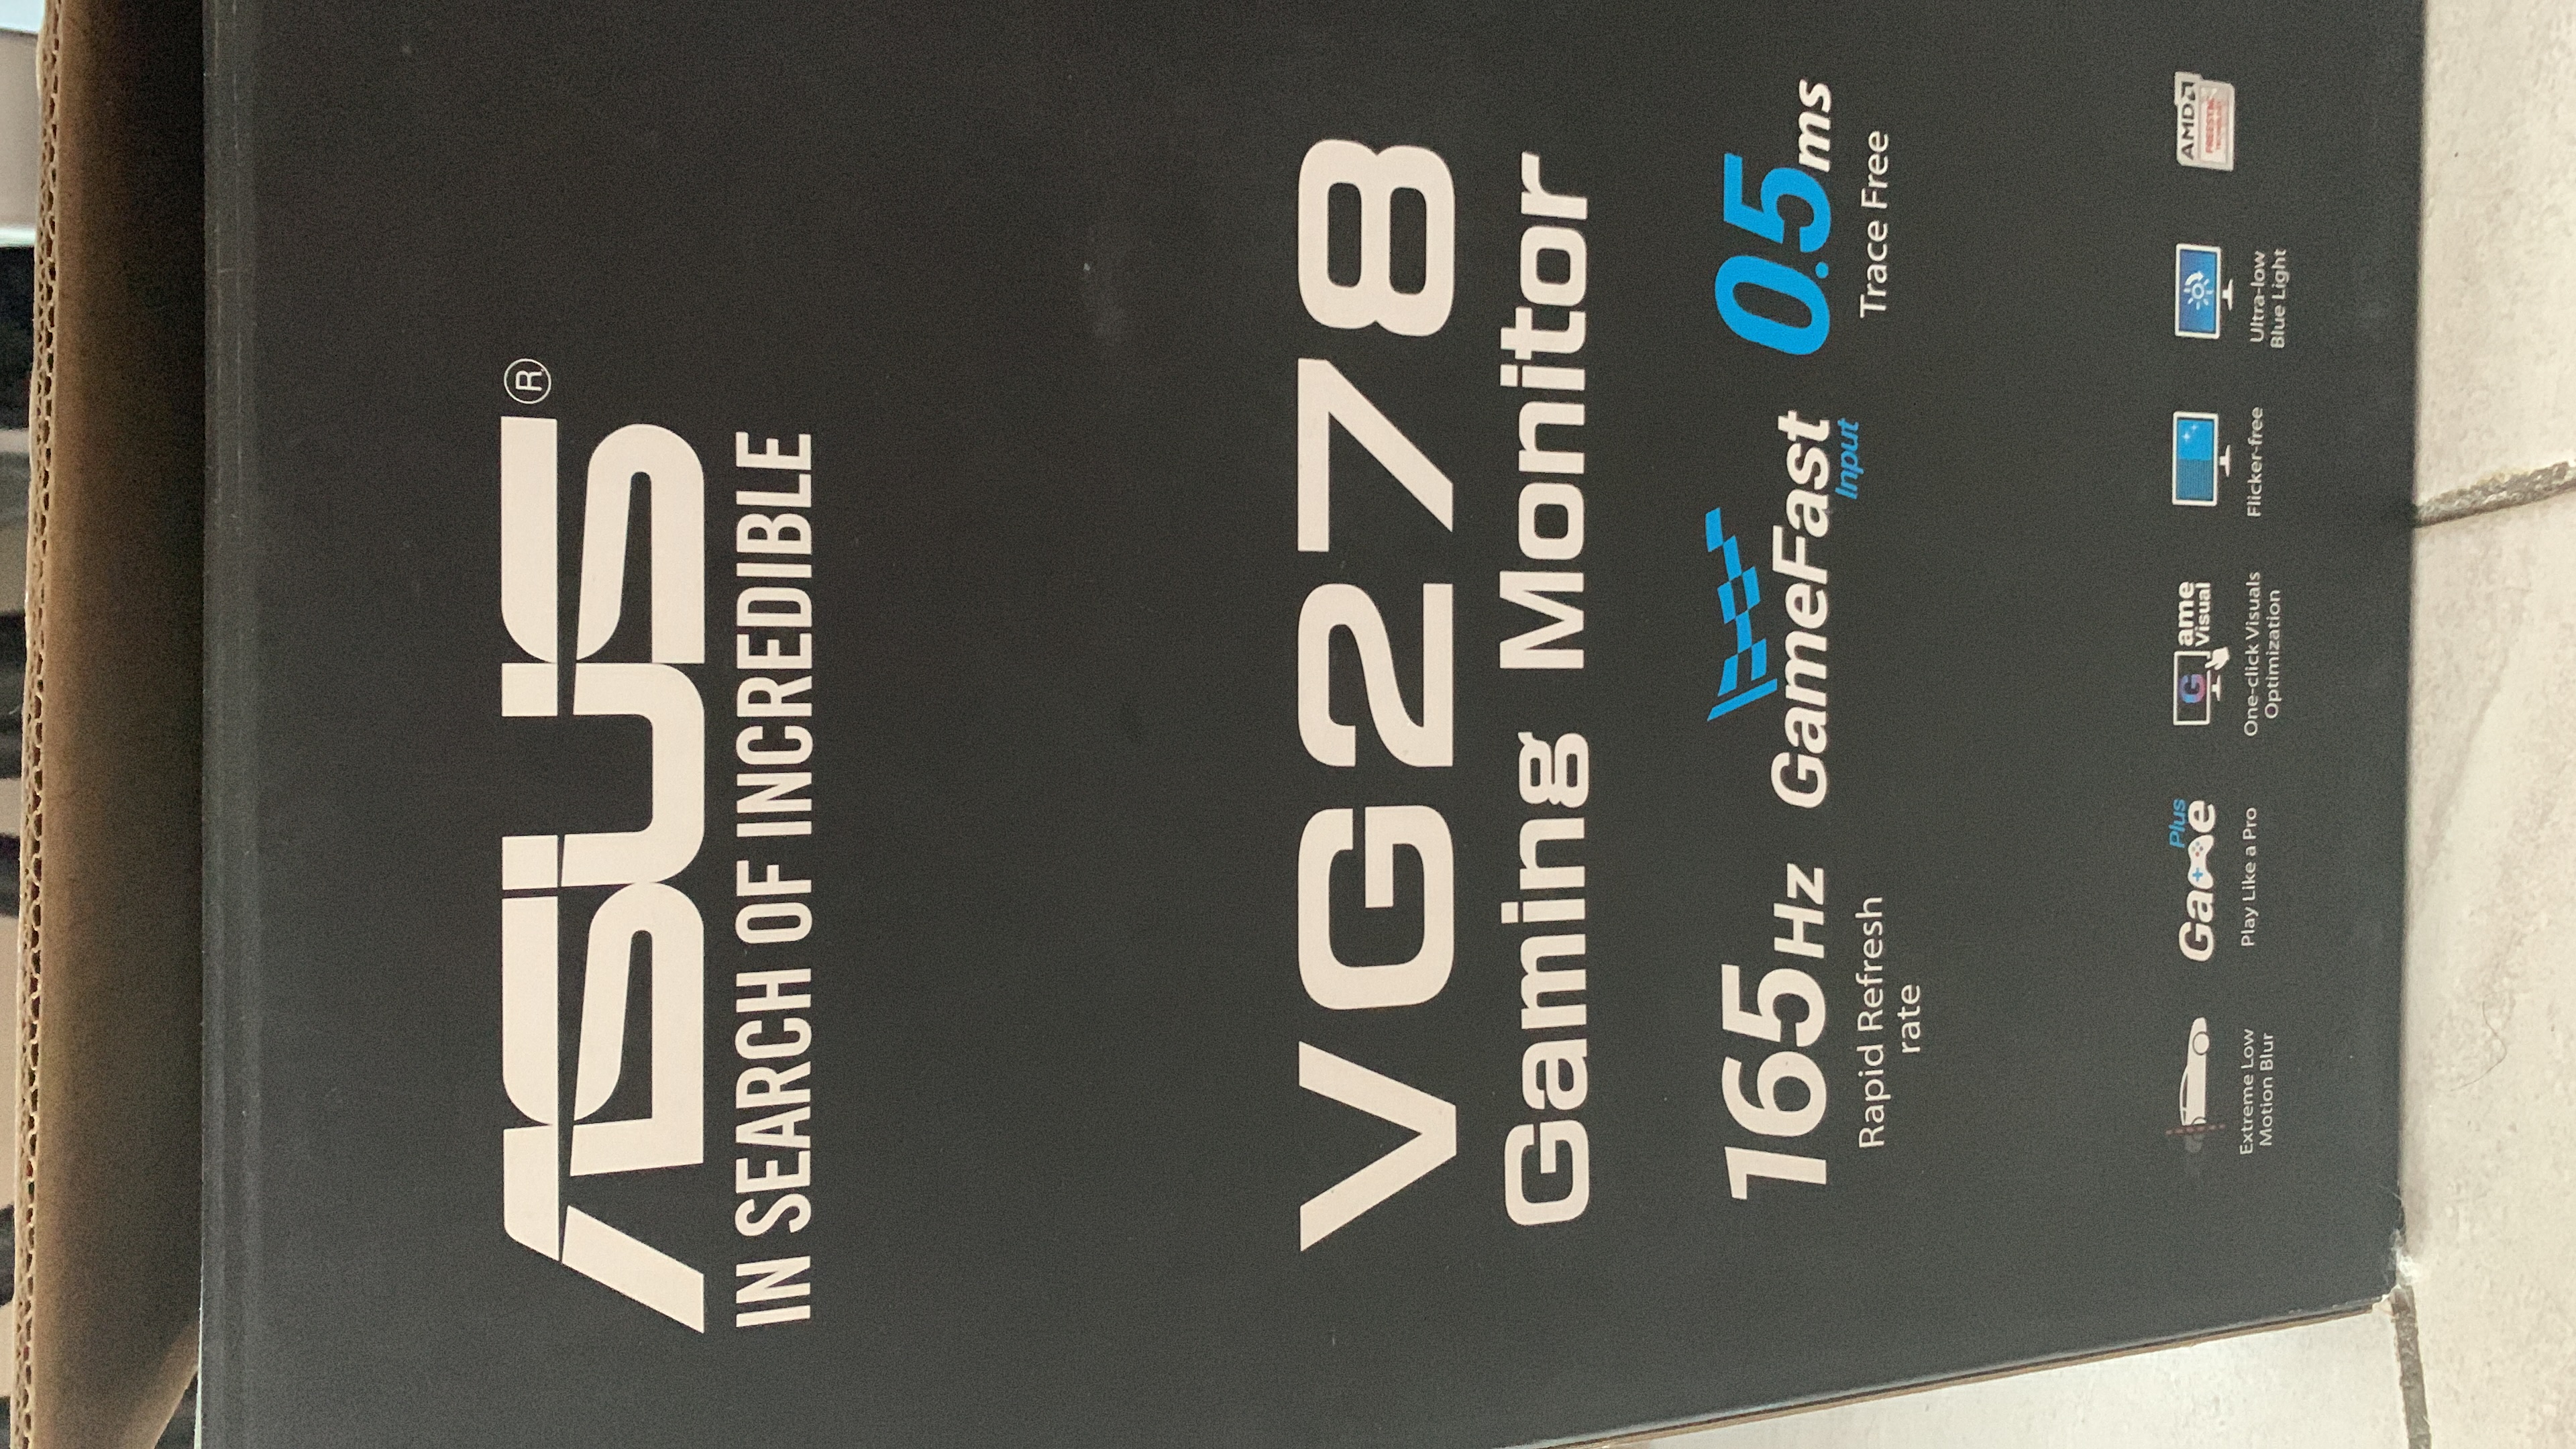 ASUS®
IN SEARCH OF INCREDIBLE
VG278
Gaming Monitor
165Hz
Rapid Refresh
rate
GameFast
Input
0.5ms
Trace Free
Extreme Low
Motion Blur
Game Plus
Play Like a Pro
Game
Visual
One-click Visuals
Optimization
Flicker-free
Ultra-low
Blue Light
AMD
FREESYNC
TECHNOLOGY